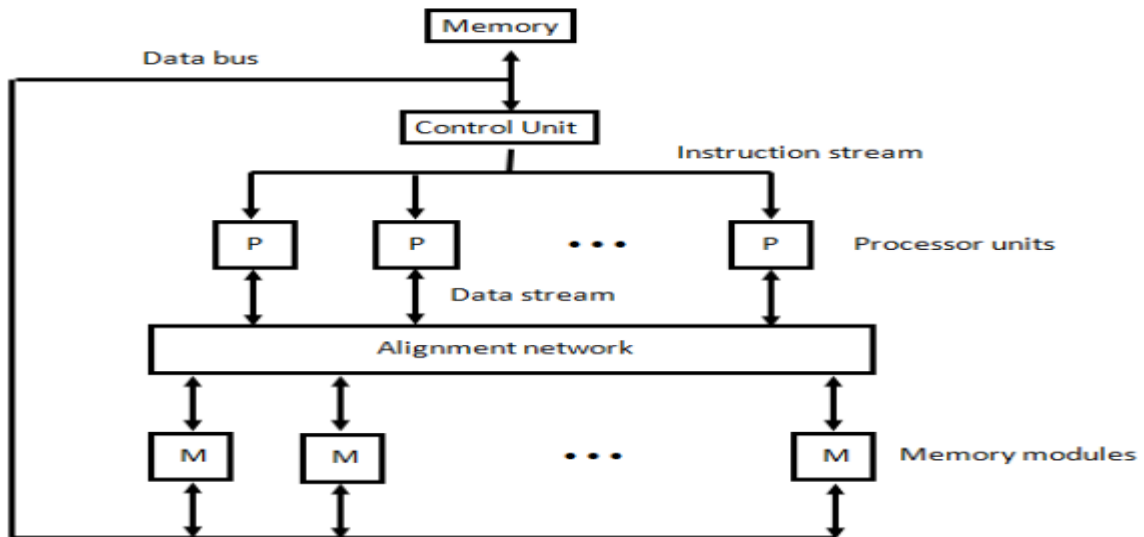 Memory
Data bus
Control Unit
Instruction stream
P P • • • P Processor units
Data stream
Alignment network
M M • • • M Memory modules